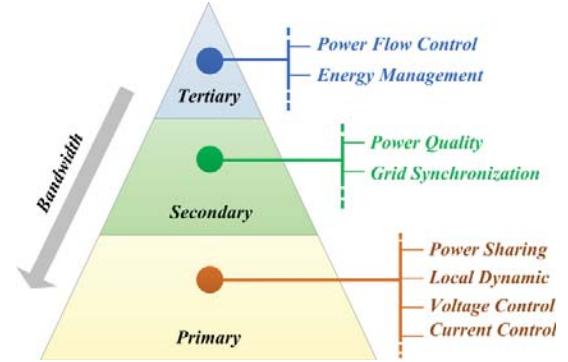 Power Flow Control
Energy Management
Tertiary
Bandwidth
Power Quality
Grid Synchronization
Secondary
Power Sharing
Local Dynamic
Voltage Control
Current Control
Primary